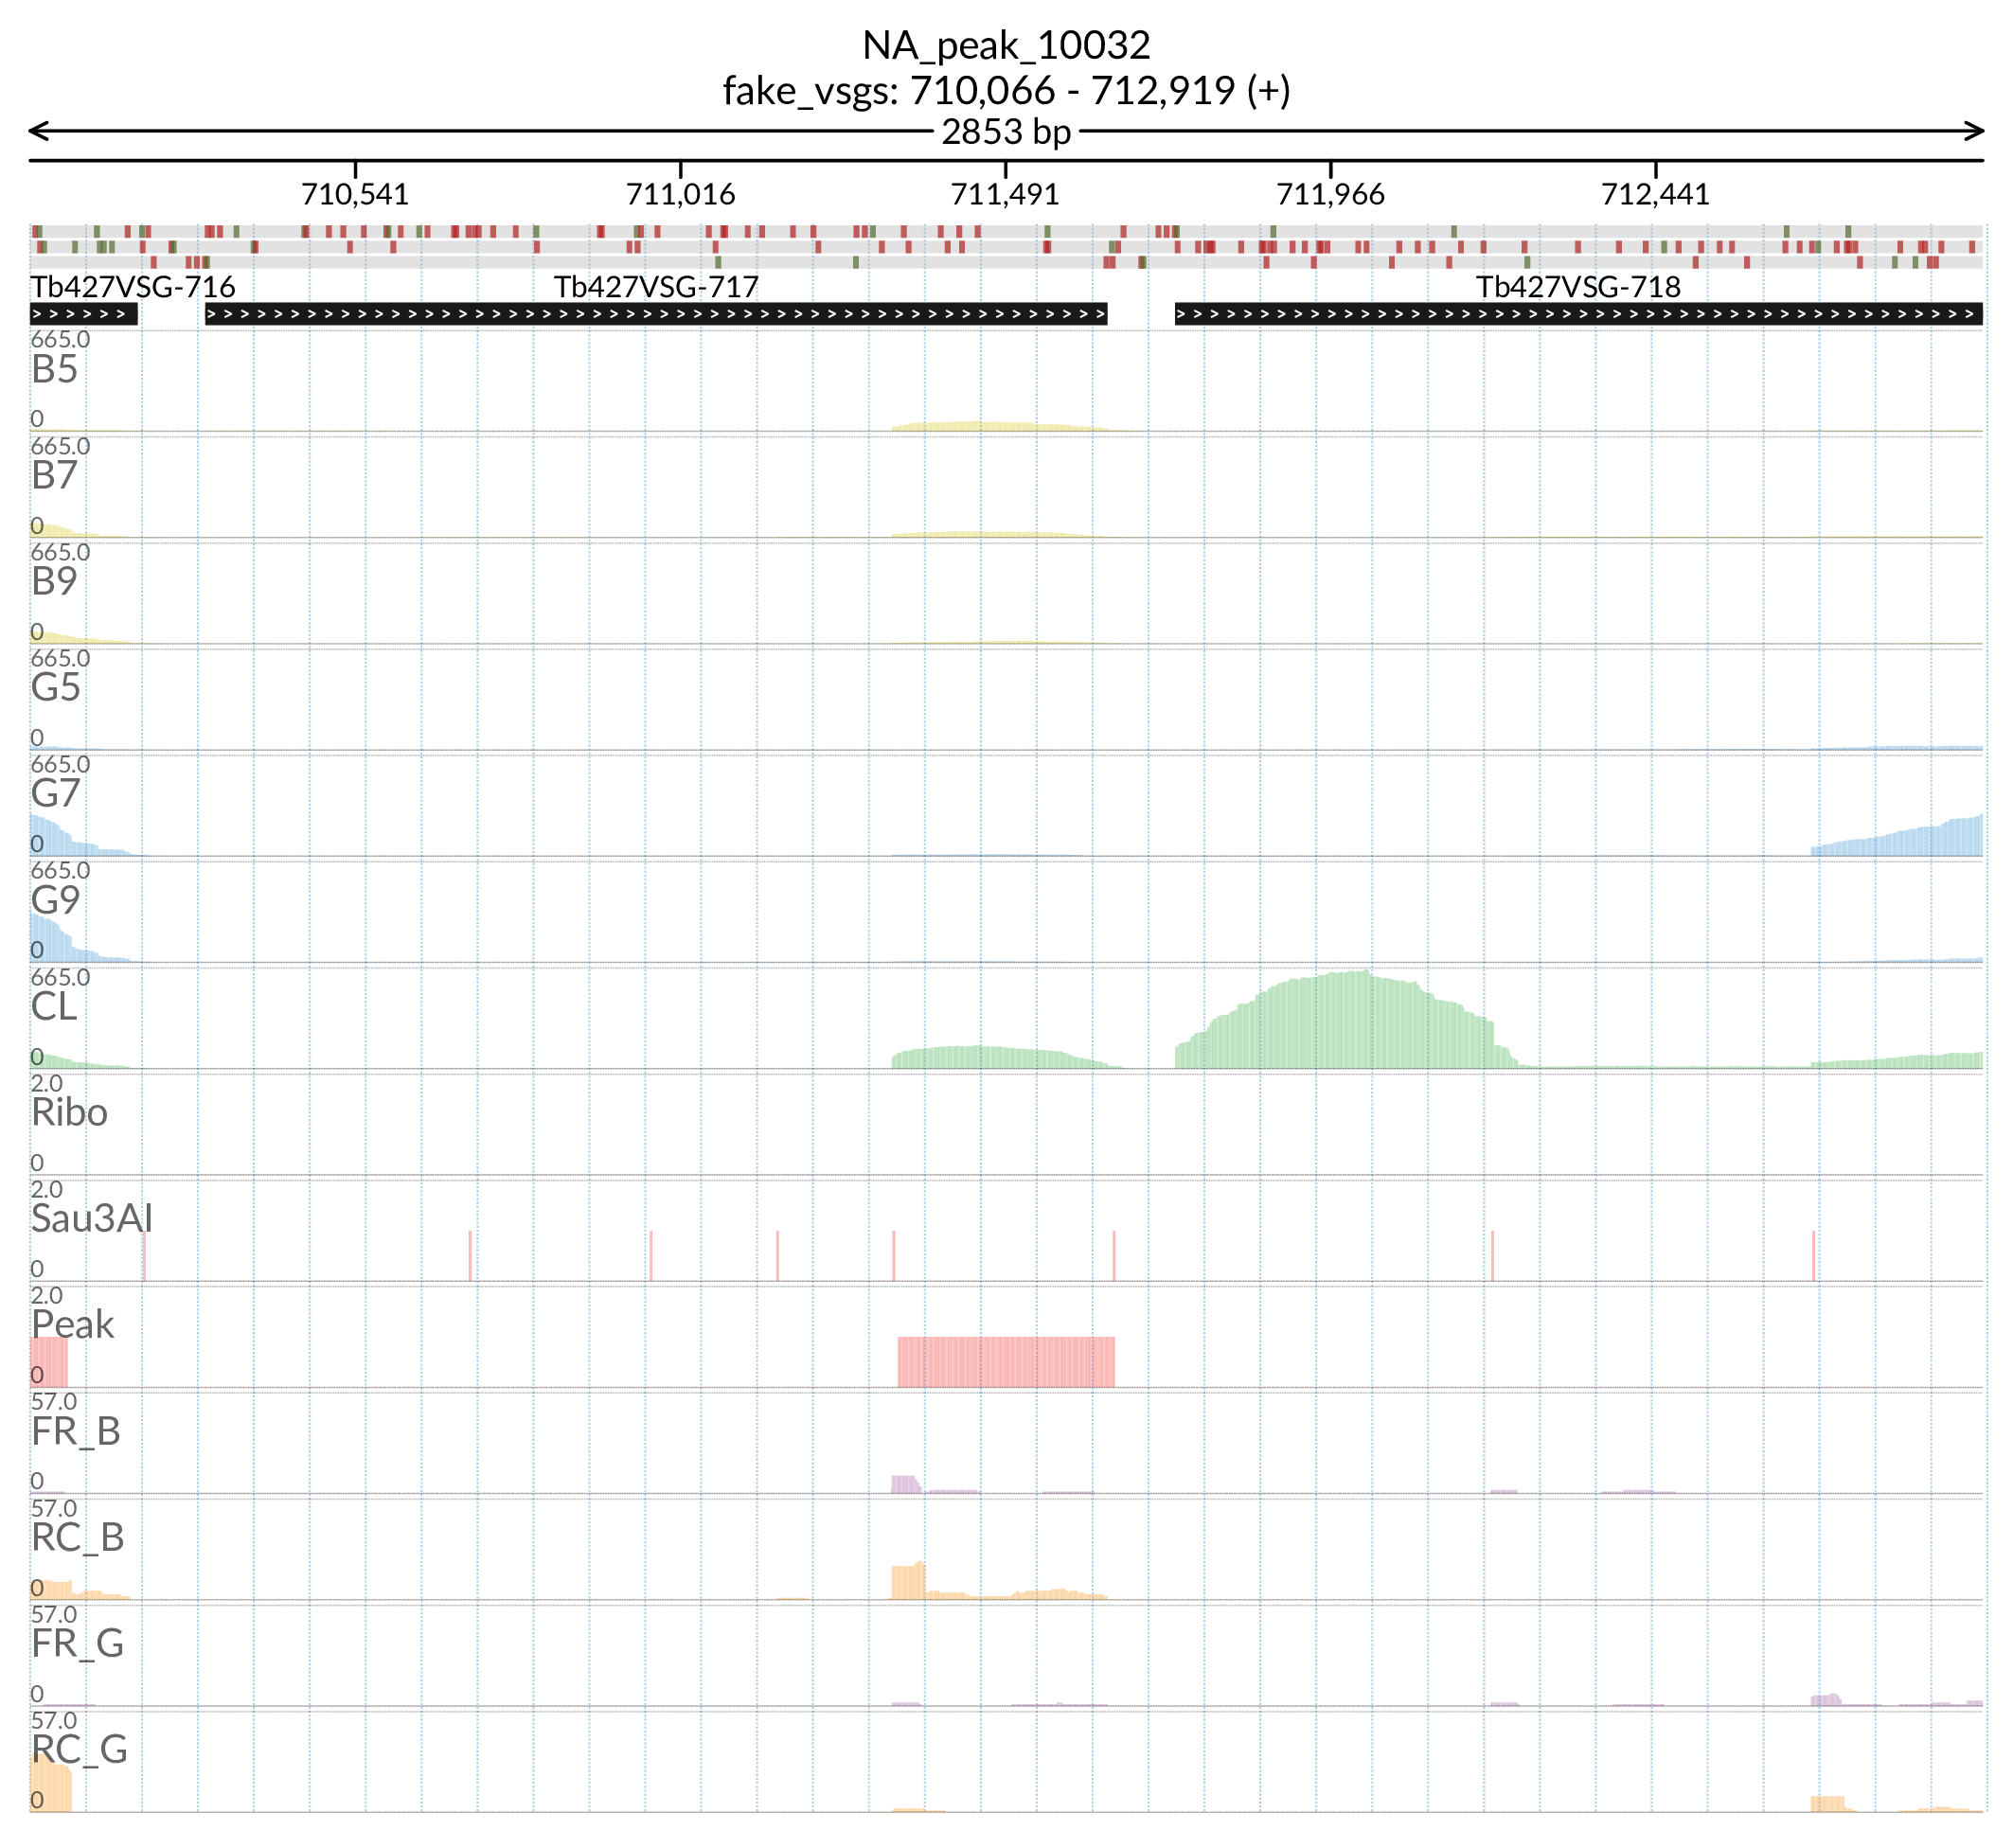 NA_peak_10032
fake_vsgs: 710,066 - 712,919 (+)
2853 bp
710,541 711,016 711,491 711,966 712,441
Tb427VSG-716 Tb427VSG-717 Tb427VSG-718
665.0
B5
0
665.0
B7
0
665.0
B9
0
665.0
G5
0
665.0
G7
0
665.0
G9
0
665.0
CL
0
2.0
Ribo
0
2.0
Sau3AI
0
2.0
Peak
0
57.0
FR_B
0
57.0
RC_B
0
57.0
FR_G
0
57.0
RC_G
0